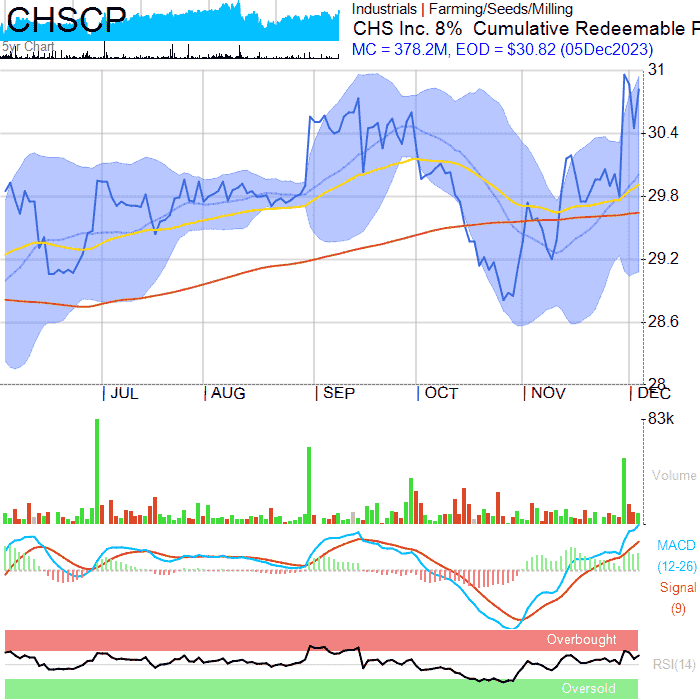 CHSCP
5yr Chart
Industrials | Farming/Seeds/Milling
CHS Inc. 8%  Cumulative Redeemable P
MC = 378.2M, EOD = $30.82 (05Dec2023)
31
30.4
29.8
29.2
28.6
28
JUL AUG SEP OCT NOV DEC
83k
Volume
MACD
(12-26)
Signal
(9)
Overbought
RSI(14)
Oversold